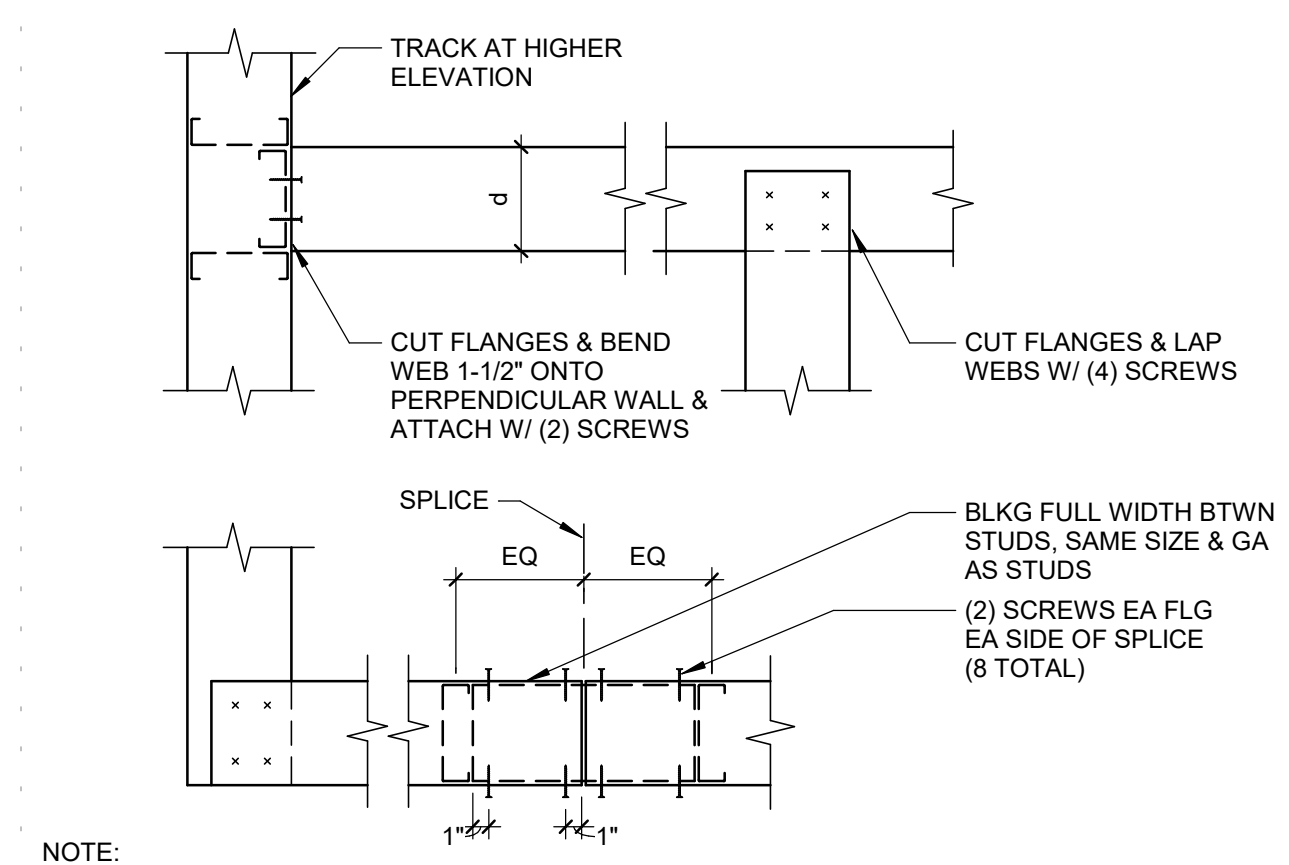 TRACK AT HIGHER
ELEVATION
d
CUT FLANGES & BEND
WEB 1-1/2" ONTO
PERPENDICULAR WALL &
ATTACH W/ (2) SCREWS
CUT FLANGES & LAP
WEBS W/ (4) SCREWS
SPLICE
EQ
EQ
BLKG FULL WIDTH BTWN
STUDS, SAME SIZE & GA
AS STUDS
(2) SCREWS EA FLG
EA SIDE OF SPLICE
(8 TOTAL)
1"
1"
NOTE: